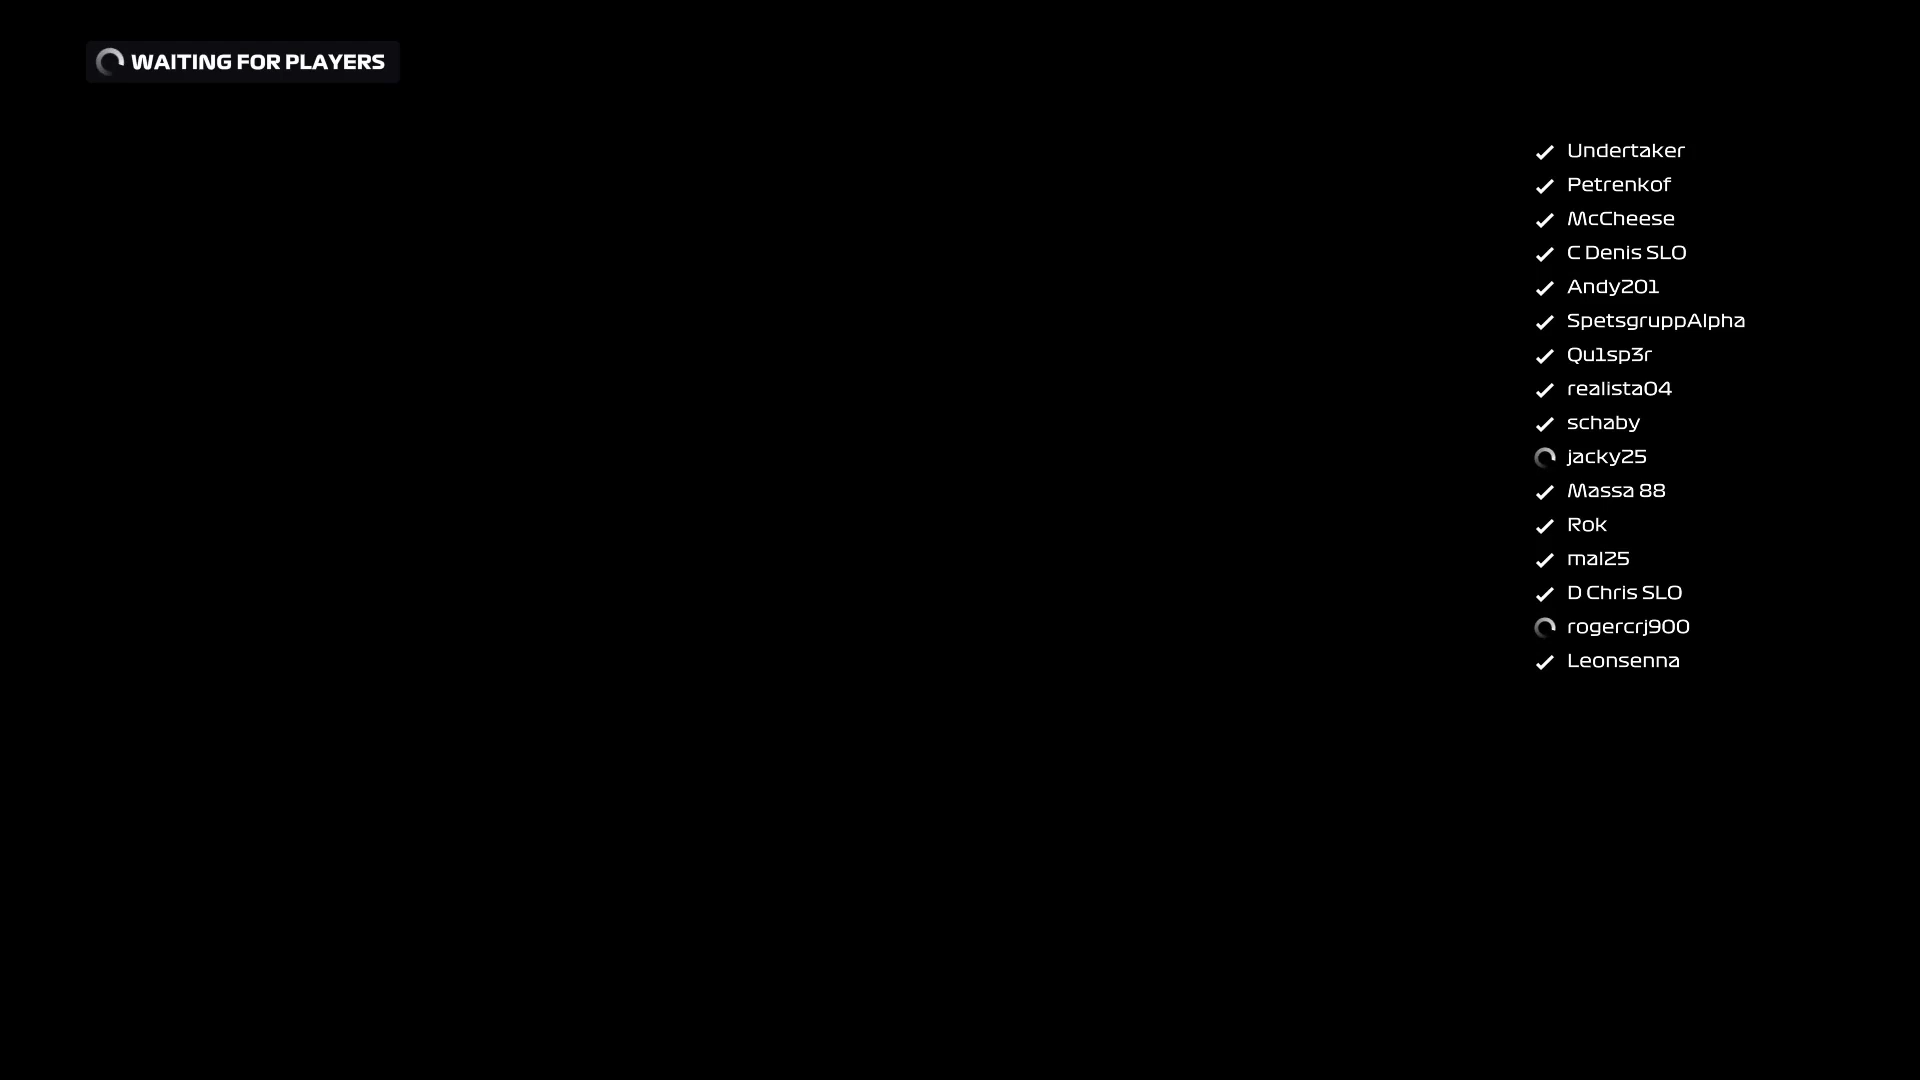 WAITING FOR PLAYERS
Undertaker
Petrenkof
McCheese
C Denis SLO
Andy201
SpetsgruppAlpha
Qu1sp3r
realista04
schaby
jacky25
Massa 88
Rok
mal25
D Chris SLO
rogercrj900
Leonsenna